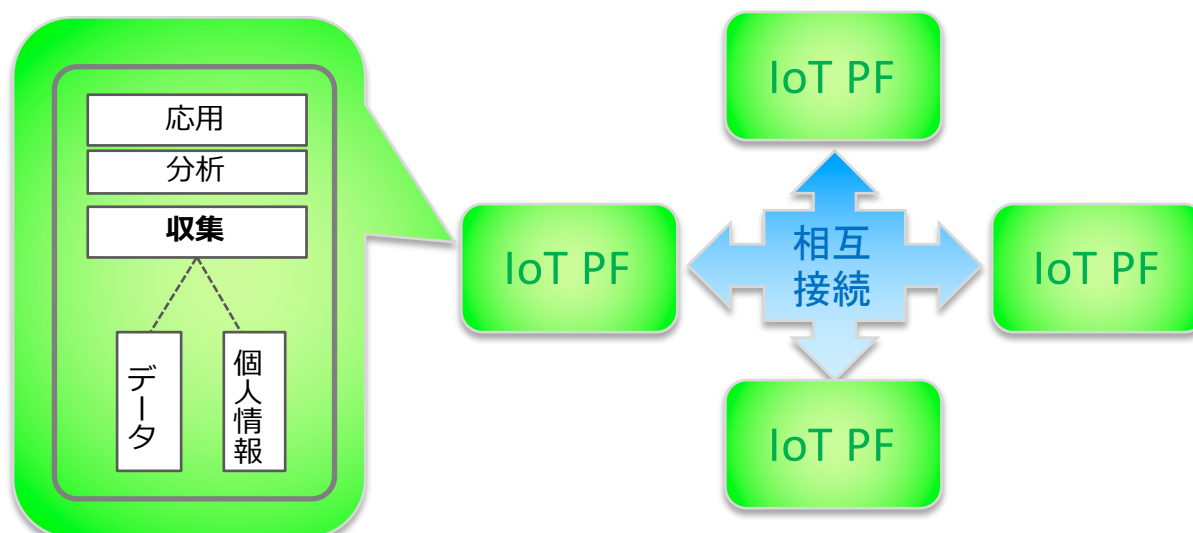 応用
分析
収集
データ
個人情報
IoT PF
IoT PF
相互
接続
IoT PF
IoT PF